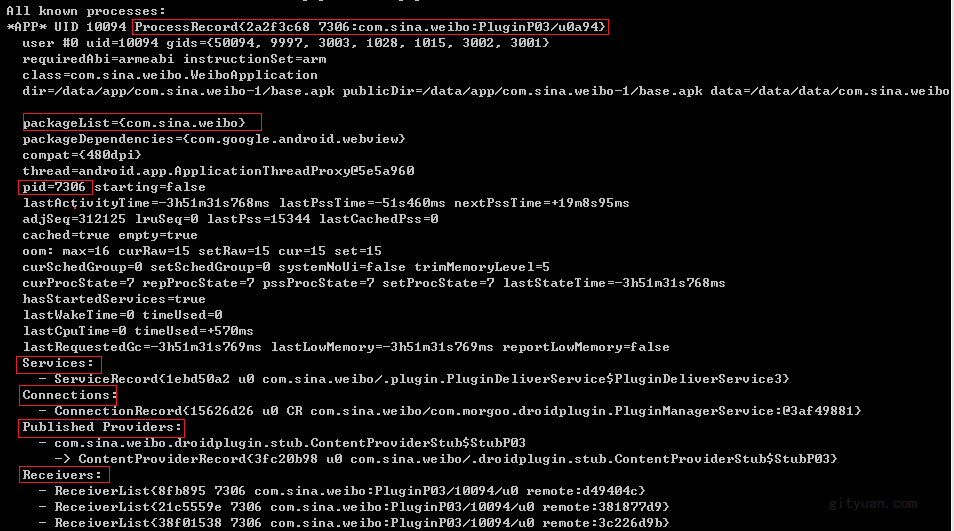 All known processes:
*APP* UID 10094 ProcessRecord{2a2f3c68 7306:com.sina.weibo:PluginP03/u0a94}
user #0 uid=10094 gids={50094, 9997, 3003, 1028, 1015, 3002, 3001}
requiredAbi=armeabi instructionSet=arm
class=com.sina.weibo.WeiboApplication
dir=/data/app/com.sina.weibo-1/base.apk publicDir=/data/app/com.sina.weibo-1/base.apk data=/data/data/com.sina.weibo
packageList={com.sina.weibo}
packageDependencies={com.google.android.webview}
compat={480dpi}
thread=android.app.ApplicationThreadProxy@5e5a960
pid=7306 starting=false
lastActivityTime=-3h51m31s768ms lastPssTime=-51s460ms nextPssTime=+19m8s95ms
adjSeq=312125 lruSeq=0 lastPss=15344 lastCachedPss=0
cached=true empty=true
oom: max=16 curRaw=15 setRaw=15 cur=15 set=15
curSchedGroup=0 setSchedGroup=0 systemNoUi=false trimMemoryLevel=5
curProcState=7 repProcState=7 pssProcState=7 setProcState=7 lastStateTime=-3h51m31s768ms
hasStartedServices=true
lastWakeTime=0 timeUsed=0
lastCpuTime=0 timeUsed=+570ms
lastRequestedGc=-3h51m31s769ms lastLowMemory=-3h51m31s769ms reportLowMemory=false
Services:
- ServiceRecord{1ebd50a2 u0 com.sina.weibo/.plugin.PluginDeliverService$PluginDeliverService3}
Connections:
- ConnectionRecord{15626d26 u0 CR com.sina.weibo/com.morgoo.droidplugin.PluginManagerService:@3af49881}
Published Providers:
- com.sina.weibo.droidplugin.stub.ContentProviderStub$StubP03
-> ContentProviderRecord{3fc20b98 u0 com.sina.weibo/.droidplugin.stub.ContentProviderStub$StubP03}
Receivers:
- ReceiverList{8fb895 7306 com.sina.weibo:PluginP03/10094/u0 remote:d49404c}
- ReceiverList{21c5559e 7306 com.sina.weibo:PluginP03/10094/u0 remote:381877d9}
- ReceiverList{38f01538 7306 com.sina.weibo:PluginP03/10094/u0 remote:3c226d9b}
gityuan.com